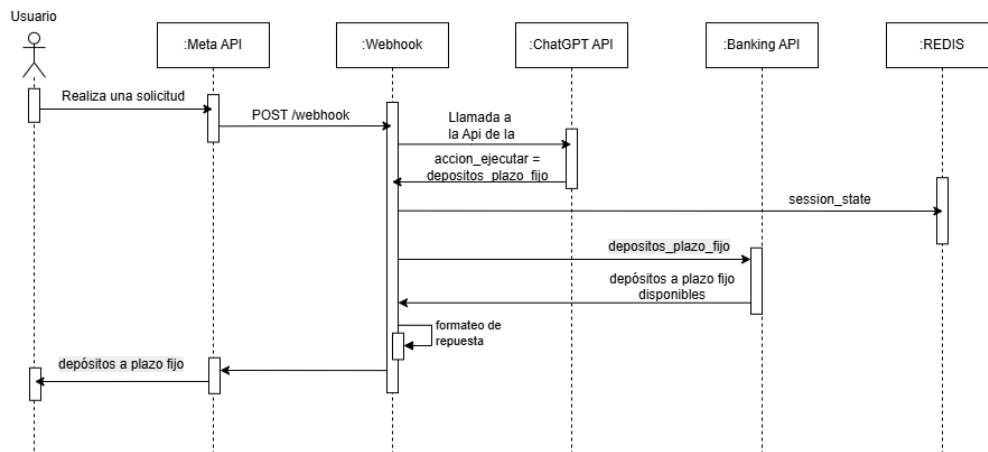 Usuario
:Meta API
:Webhook
:ChatGPT API
:Banking API
:REDIS
Realiza una solicitud
POST /webhook
Llamada a
la Api de la
accion_ejecutar =
depositos_plazo_fijo
session_state
depositos_plazo_fijo
depósitos a plazo fijo
disponibles
formateo de
repuesta
depósitos a plazo fijo